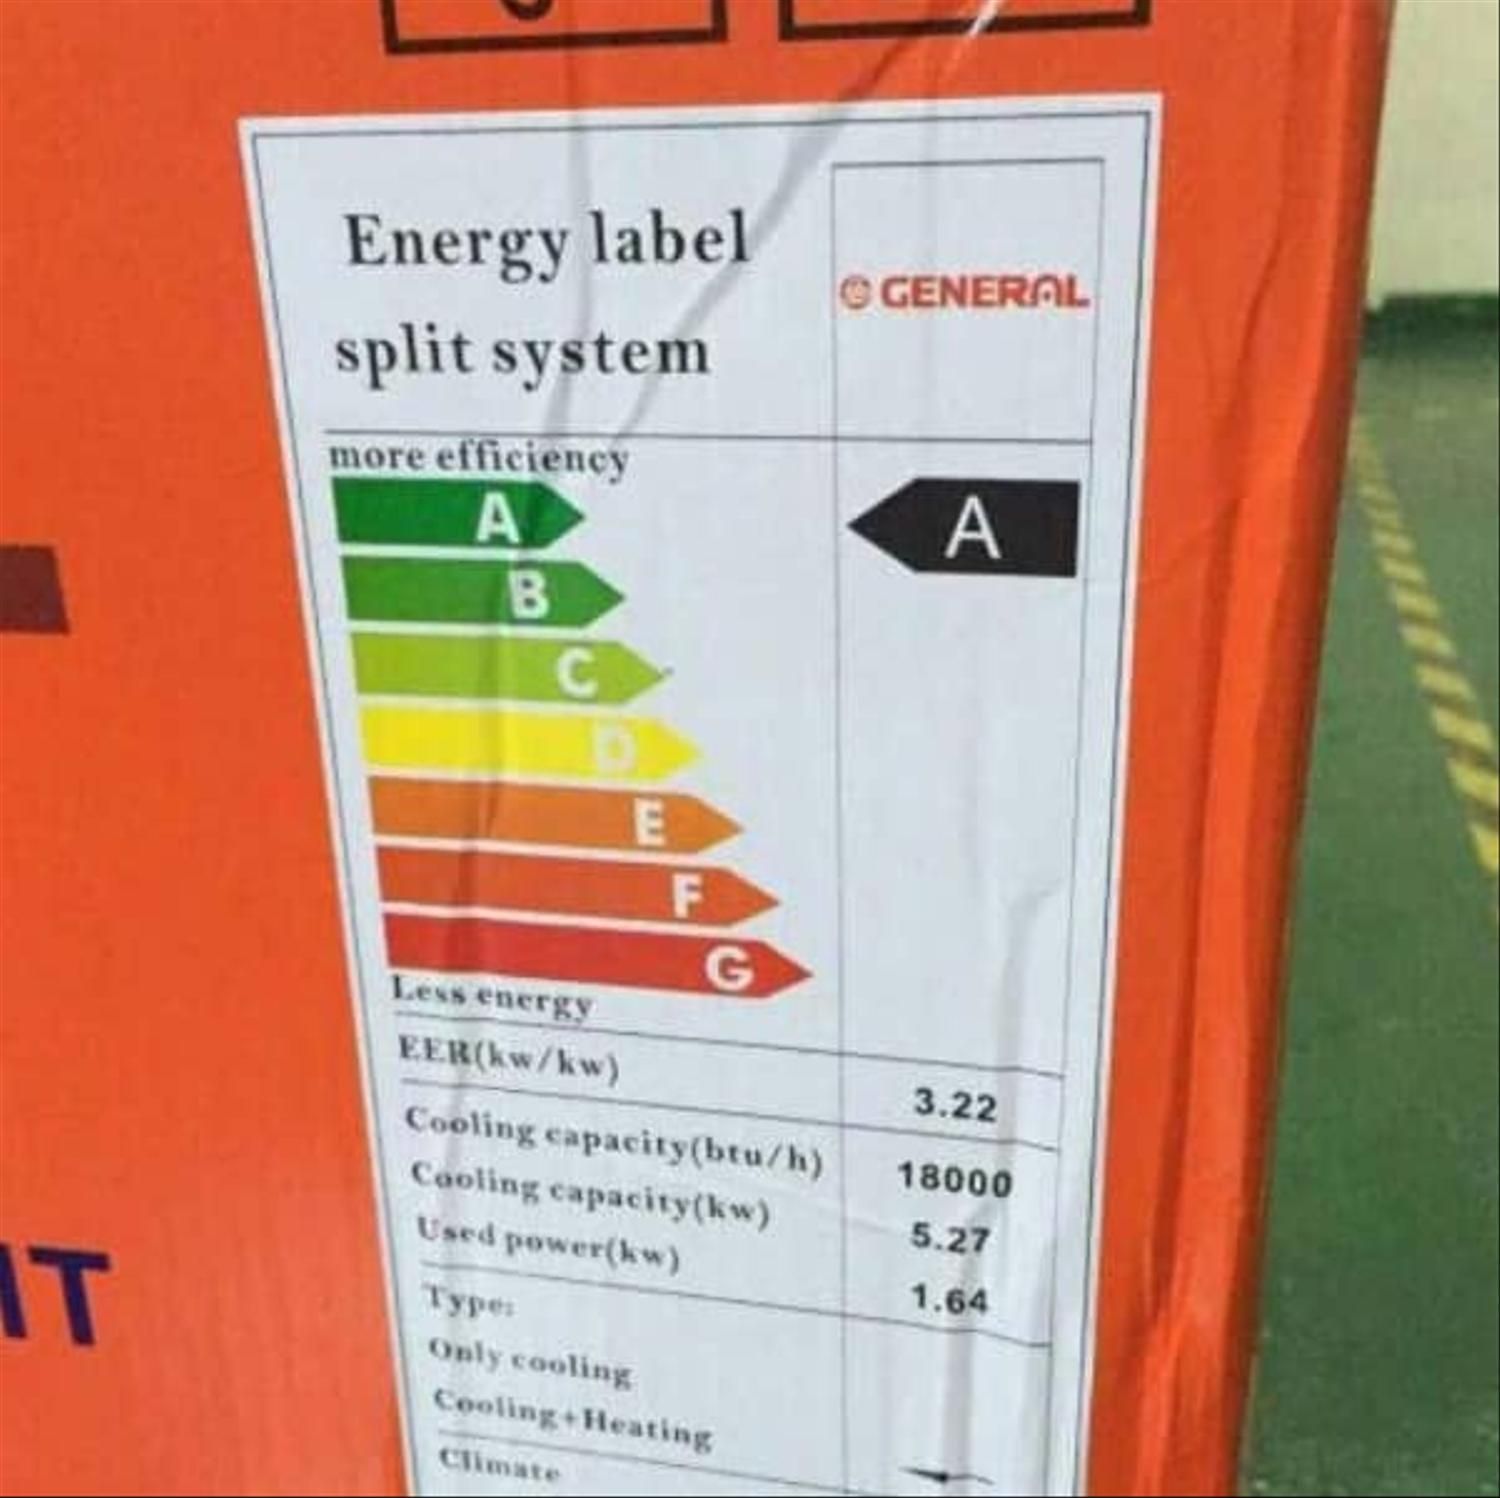 Energy label
split system
GENERAL
more efficiency
A
A
B
C
D
E
F
G
Less energy
EER(kw/kw) 3.22
Cooling capacity(btu/h) 18000
Cooling capacity(kw) 5.27
Used power(kw) 1.64
Type:
Only cooling
Cooling+Heating
Climate
IT